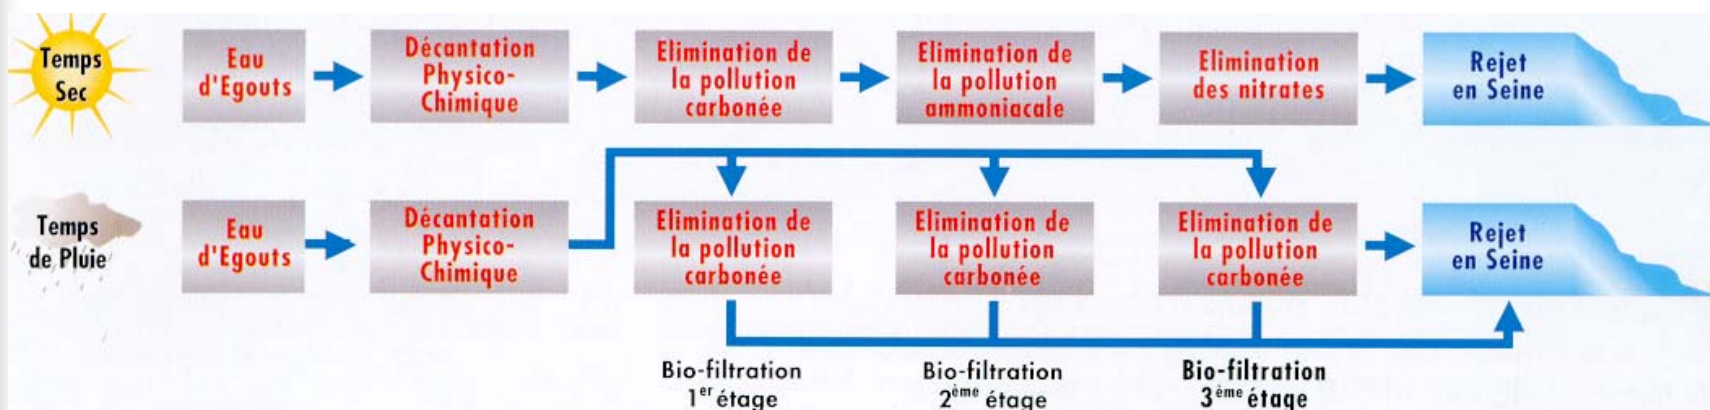 Temps
Sec
Eau
d'Egouts
Décantation
Physico-
Chimique
Elimination de
la pollution
carbonée
Elimination de
la pollution
ammoniacale
Elimination
des nitrates
Rejet
en Seine
Temps
de Pluie
Eau
d'Egouts
Décantation
Physico-
Chimique
Elimination de
la pollution
carbonée
Elimination de
la pollution
carbonée
Elimination de
la pollution
carbonée
Rejet
en Seine
Bio-filtration
1er étage
Bio-filtration
2ème étage
Bio-filtration
3ème étage